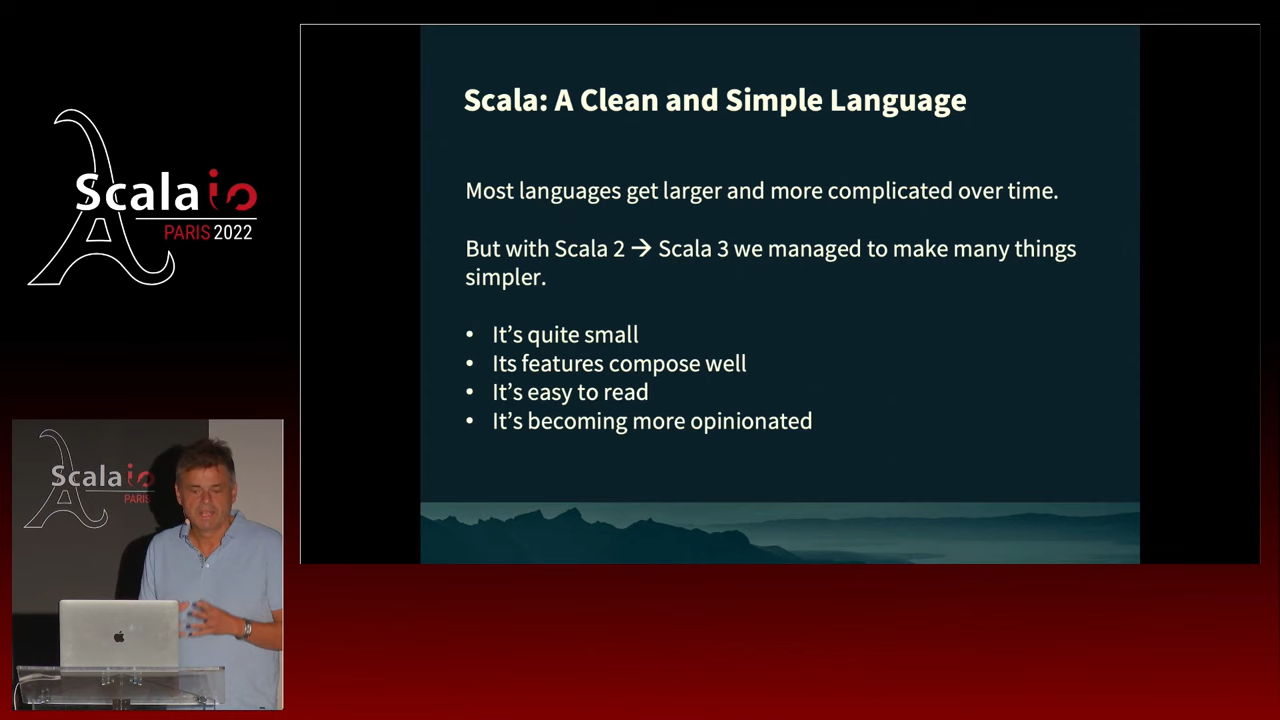 Scala: A Clean and Simple Language
Most languages get larger and more complicated over time.
But with Scala 2 → Scala 3 we managed to make many things
simpler.
• It’s quite small
• Its features compose well
• It’s easy to read
• It’s becoming more opinionated
Scala io
PARIS 2022
Scala io
PARIS